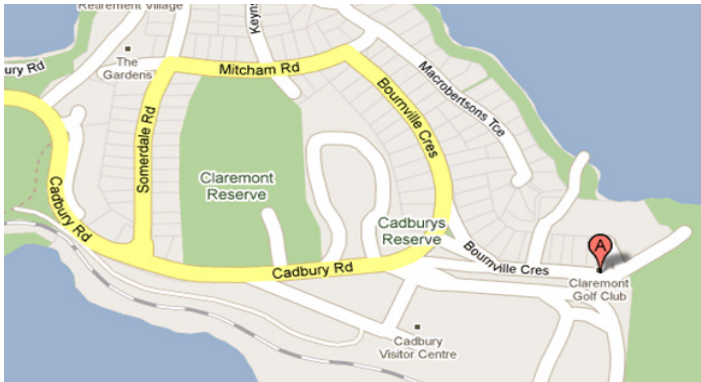 Retirement Village
The
Gardens
ury Rd
Keyns
Mitcham Rd
Macrobertsons Tce
Bournville Cres
Somerdale Rd
Claremont
Reserve
Cadbury Rd
Cadburys
Reserve
Bournville Cres
Cadbury Rd
A
Claremont
Golf Club
Cadbury
Visitor Centre